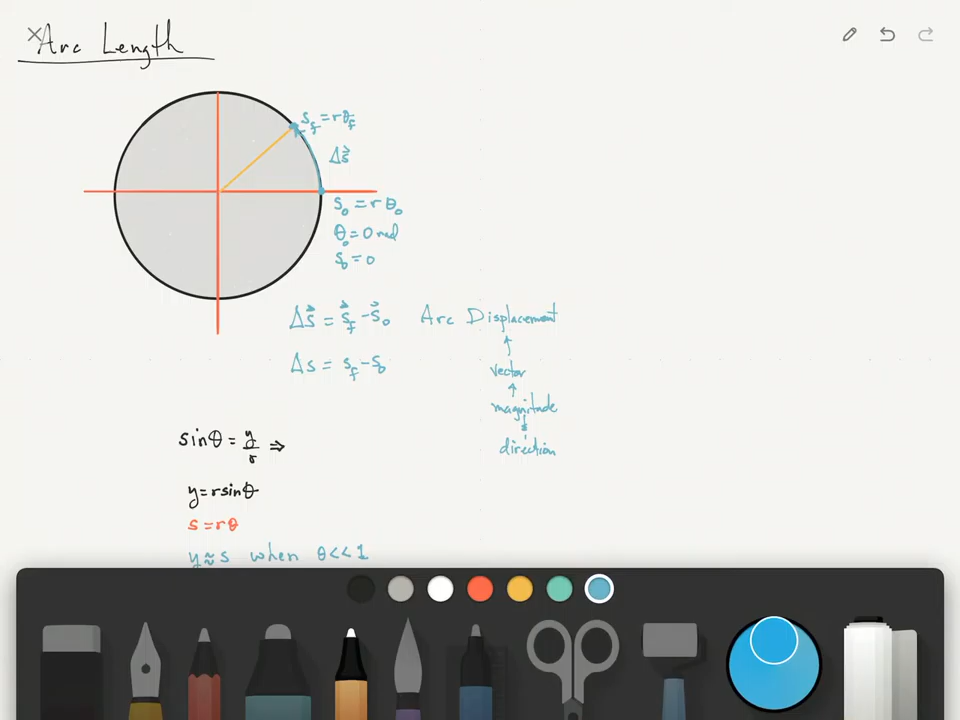 Arc Length
s_f = rθ_f
Δs⃗
s_0 = rθ_0
θ_0 = 0 rad
s_0 = 0
Δs⃗ = s⃗_f - s⃗_0 Arc Displacement
Δs = s_f - s_0
vector
magnitude
direction
sinθ = y/r ⇒
y = r sinθ
s = rθ
y ≈ s when θ << 1